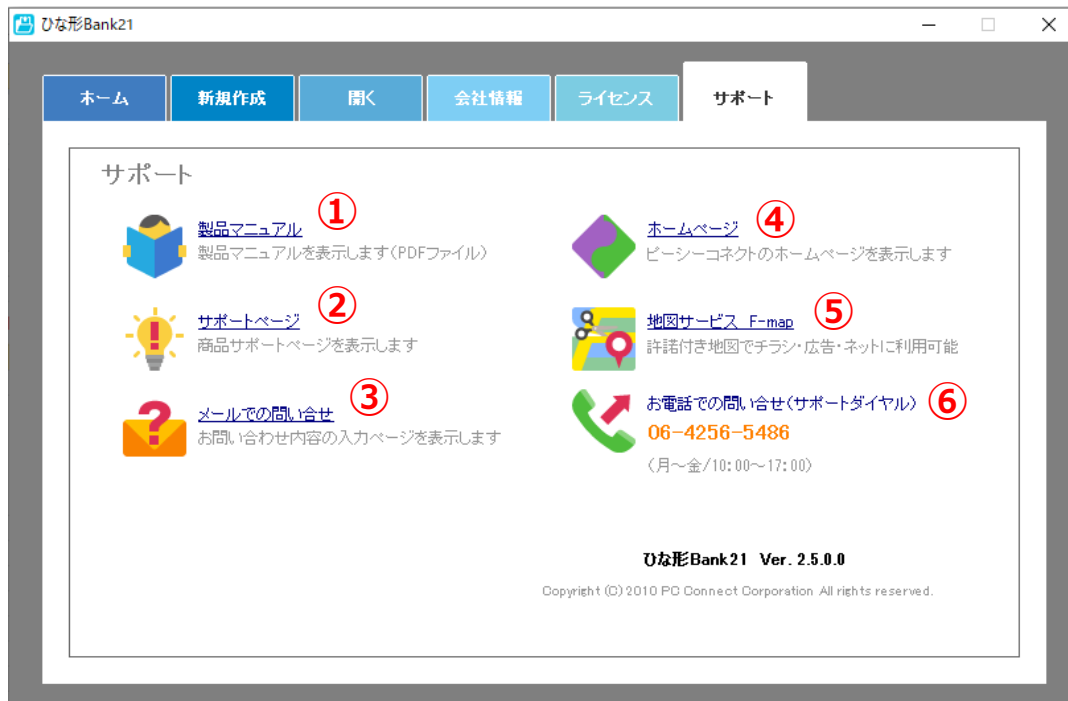 ひな形Bank21
ホーム 新規作成 開く 会社情報 ライセンス サポート
サポート
製品マニュアル ①
製品マニュアルを表示します(PDFファイル)
サポートページ ②
商品サポートページを表示します
メールでの問い合せ ③
お問い合わせ内容の入力ページを表示します
ホームページ ④
ピーシーコネクトのホームページを表示します
地図サービス F-map ⑤
許諾付き地図でチラシ・広告・ネットに利用可能
お電話での問い合せ(サポートダイヤル) ⑥
06-4256-5486
(月～金/10:00～17:00)
ひな形Bank21 Ver. 2.5.0.0
Copyright (C) 2010 PC Connect Corporation All rights reserved.